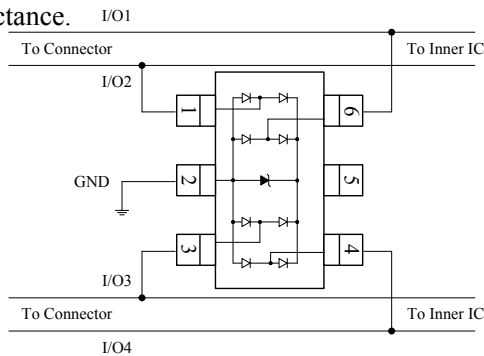 ctance.
I/O1
To Connector To Inner IC
I/O2
1 6
GND 2 5
3 4
I/O3
To Connector To Inner IC
I/O4